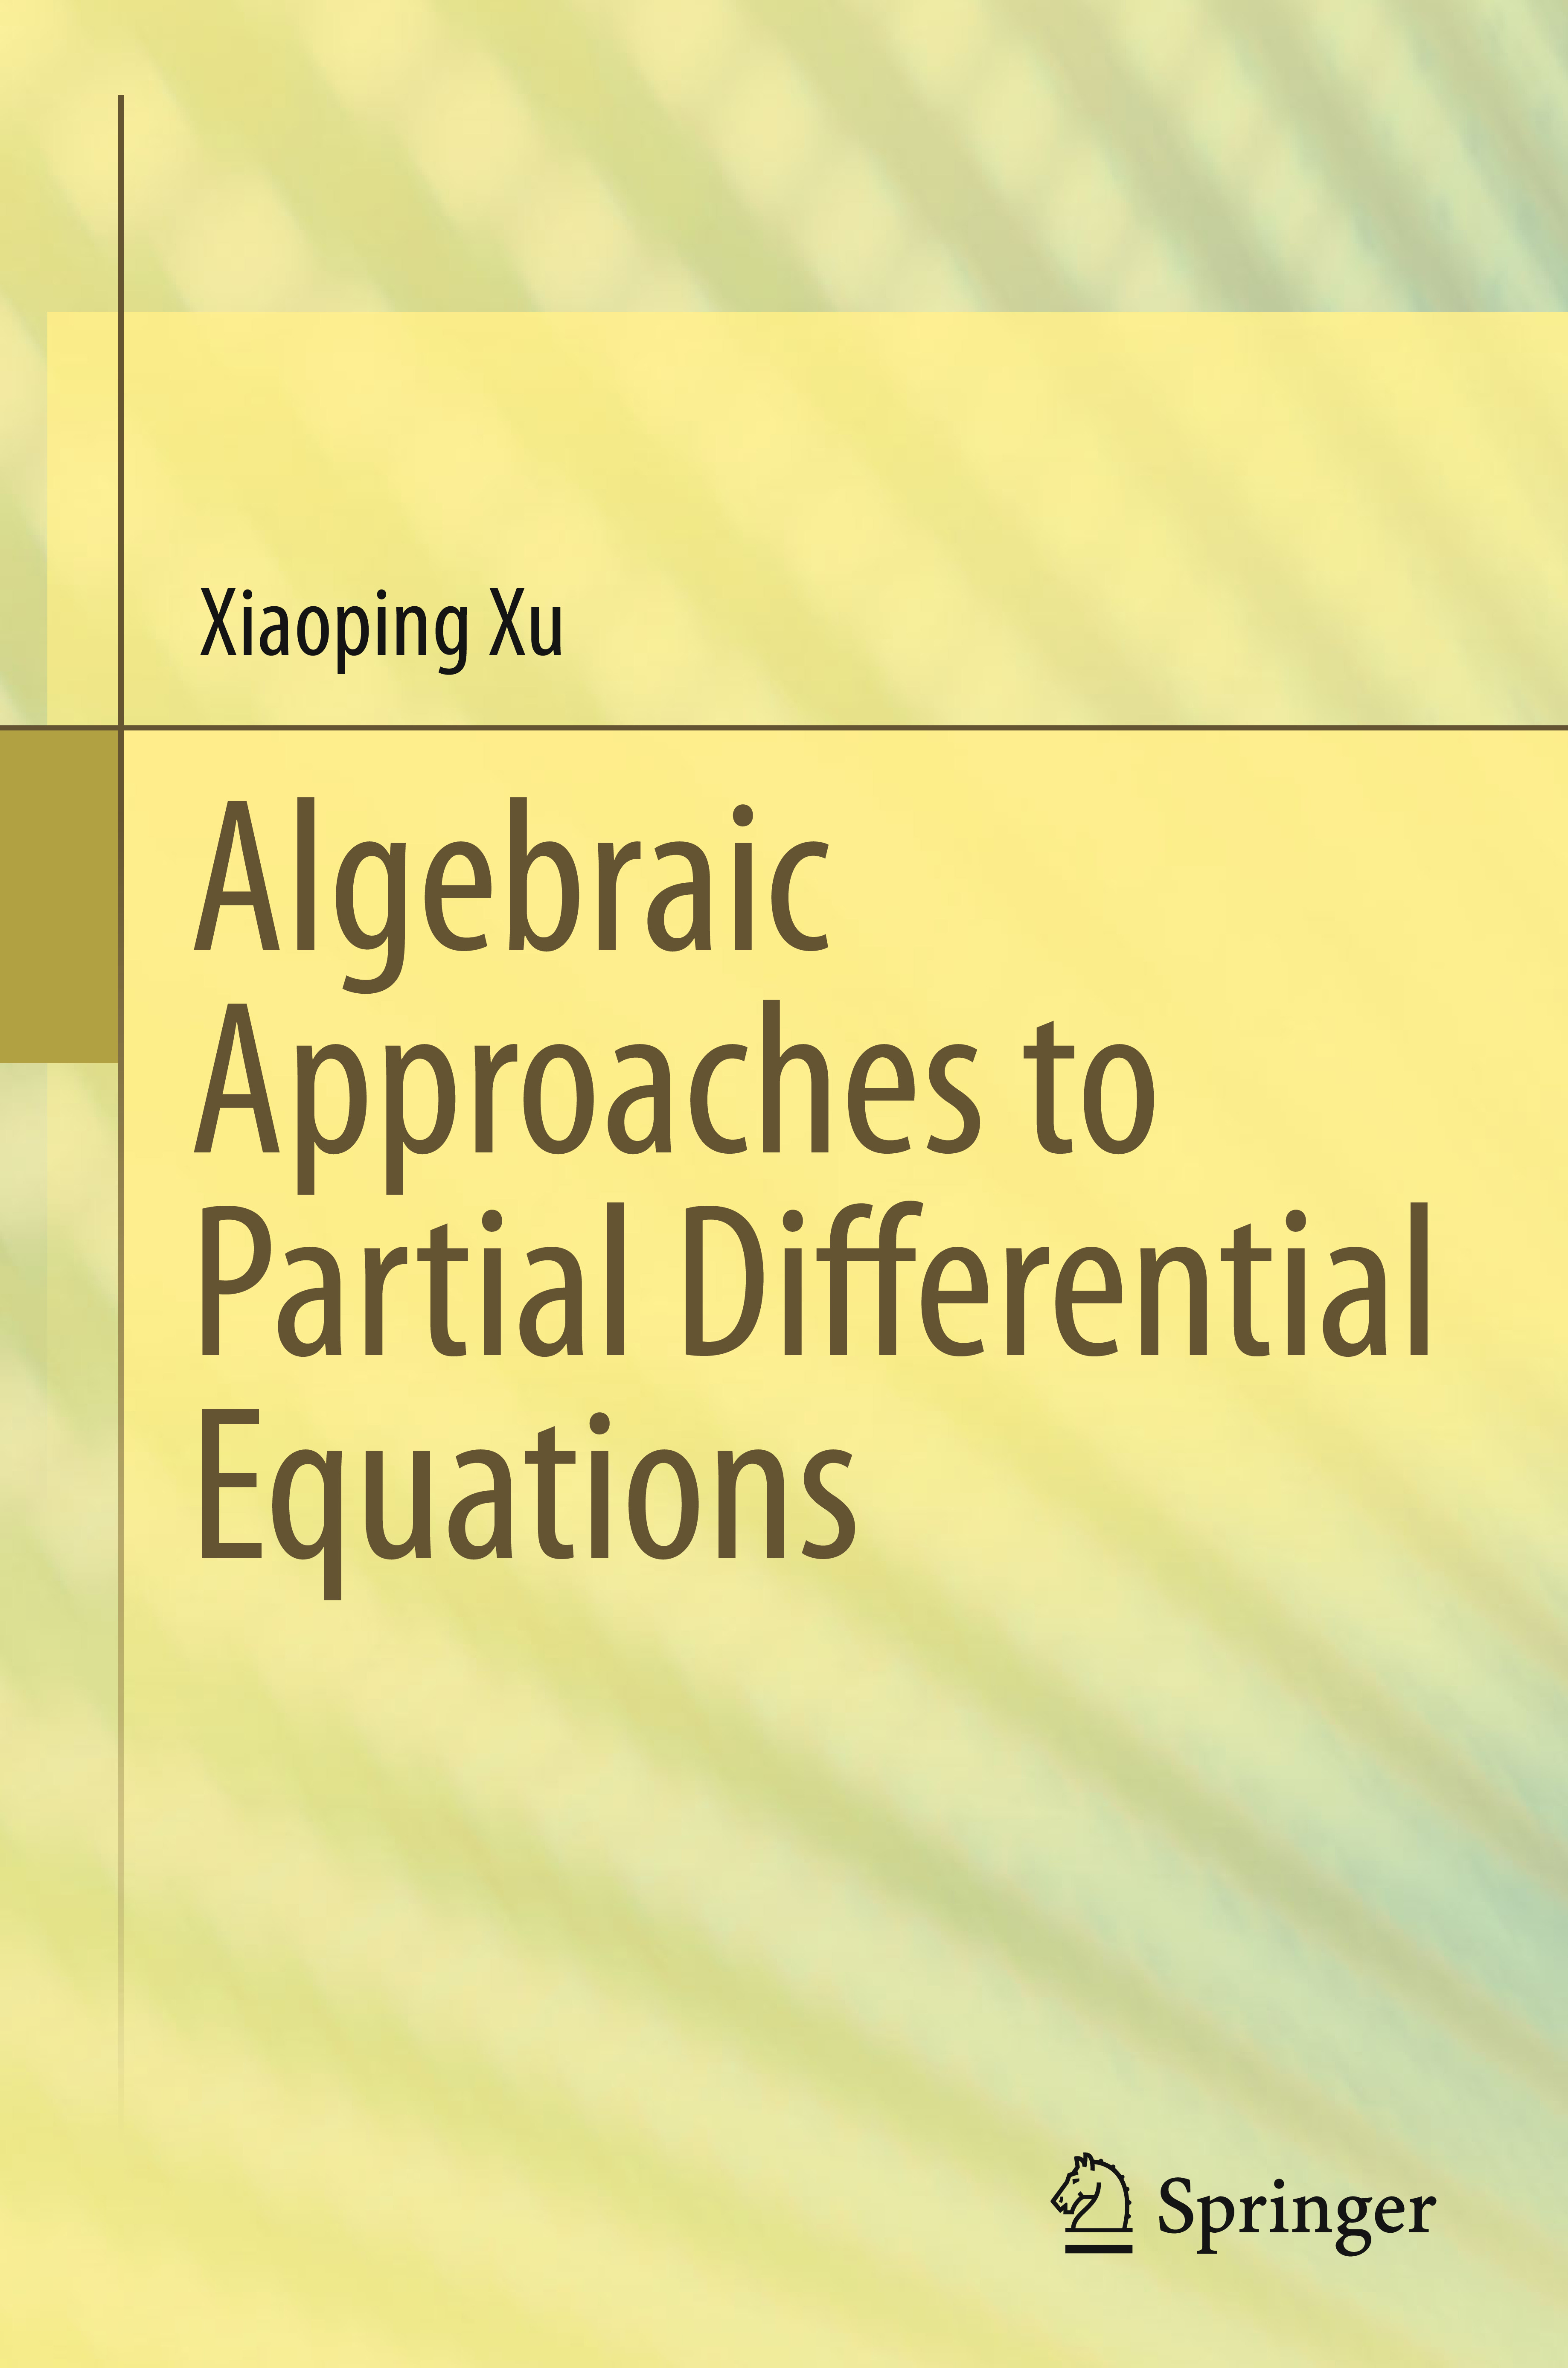 Xiaoping Xu
Algebraic
Approaches to
Partial Differential
Equations
Springer